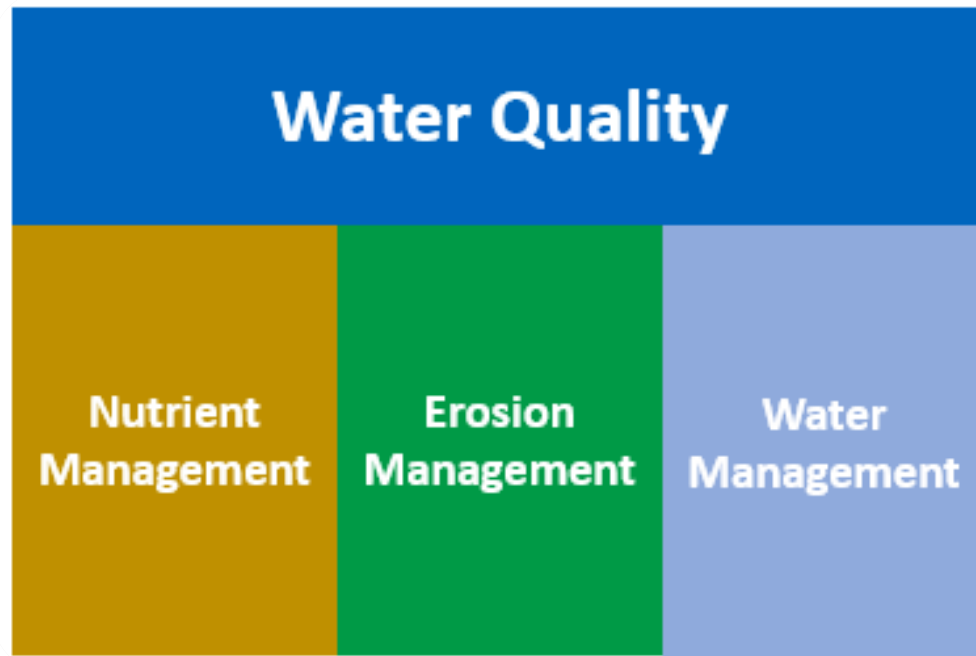 Water Quality
Nutrient
Management
Erosion
Management
Water
Management